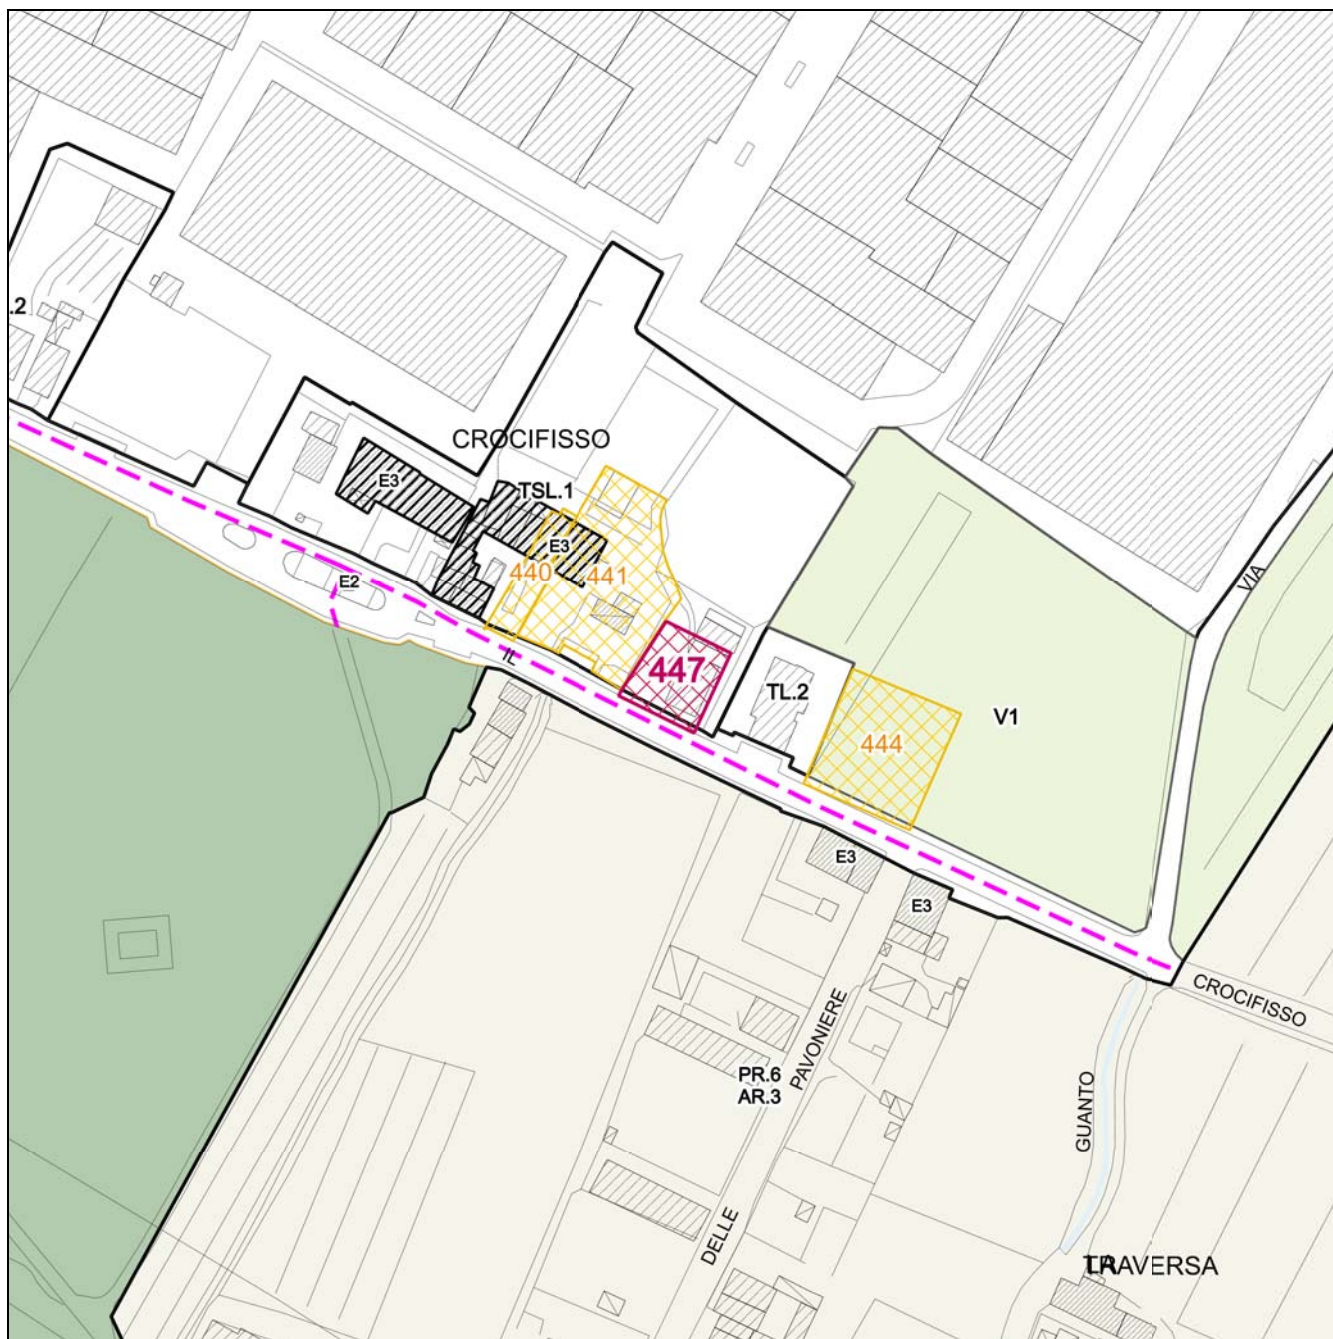 .2
CROCIFISSO
E3
TSL.1
E3
440
441
E2
IL
447
TL.2
V1
444
VIA
E3
E3
CROCIFISSO
PAVONIERE
PR.6
AR.3
GUANTO
DELLE
LA
TRAVERSA